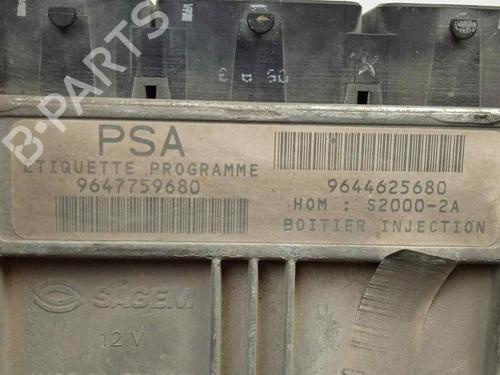 PSA
ETIQUETTE PROGRAMME
9647759680
9644625680
HOM : S2000-2A
BOITIER INJECTION
SAGEM
12 V
B-PARTS